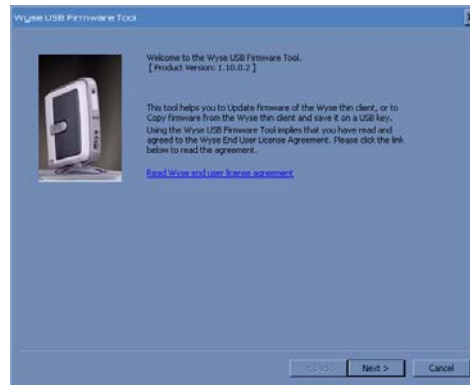 Wyse USB Firmware Tool
Welcome to the Wyse USB Firmware Tool.
[ Product Version: 1.10.0.2 ]
This tool helps you to Update firmware of the Wyse thin client, or to
Copy firmware from the Wyse thin client and save it on a USB key.
Using the Wyse USB Firmware Tool implies that you have read and
agreed to the Wyse End User License Agreement. Please click the link
below to read the agreement.
Read Wyse end user license agreement
< Back
Next >
Cancel